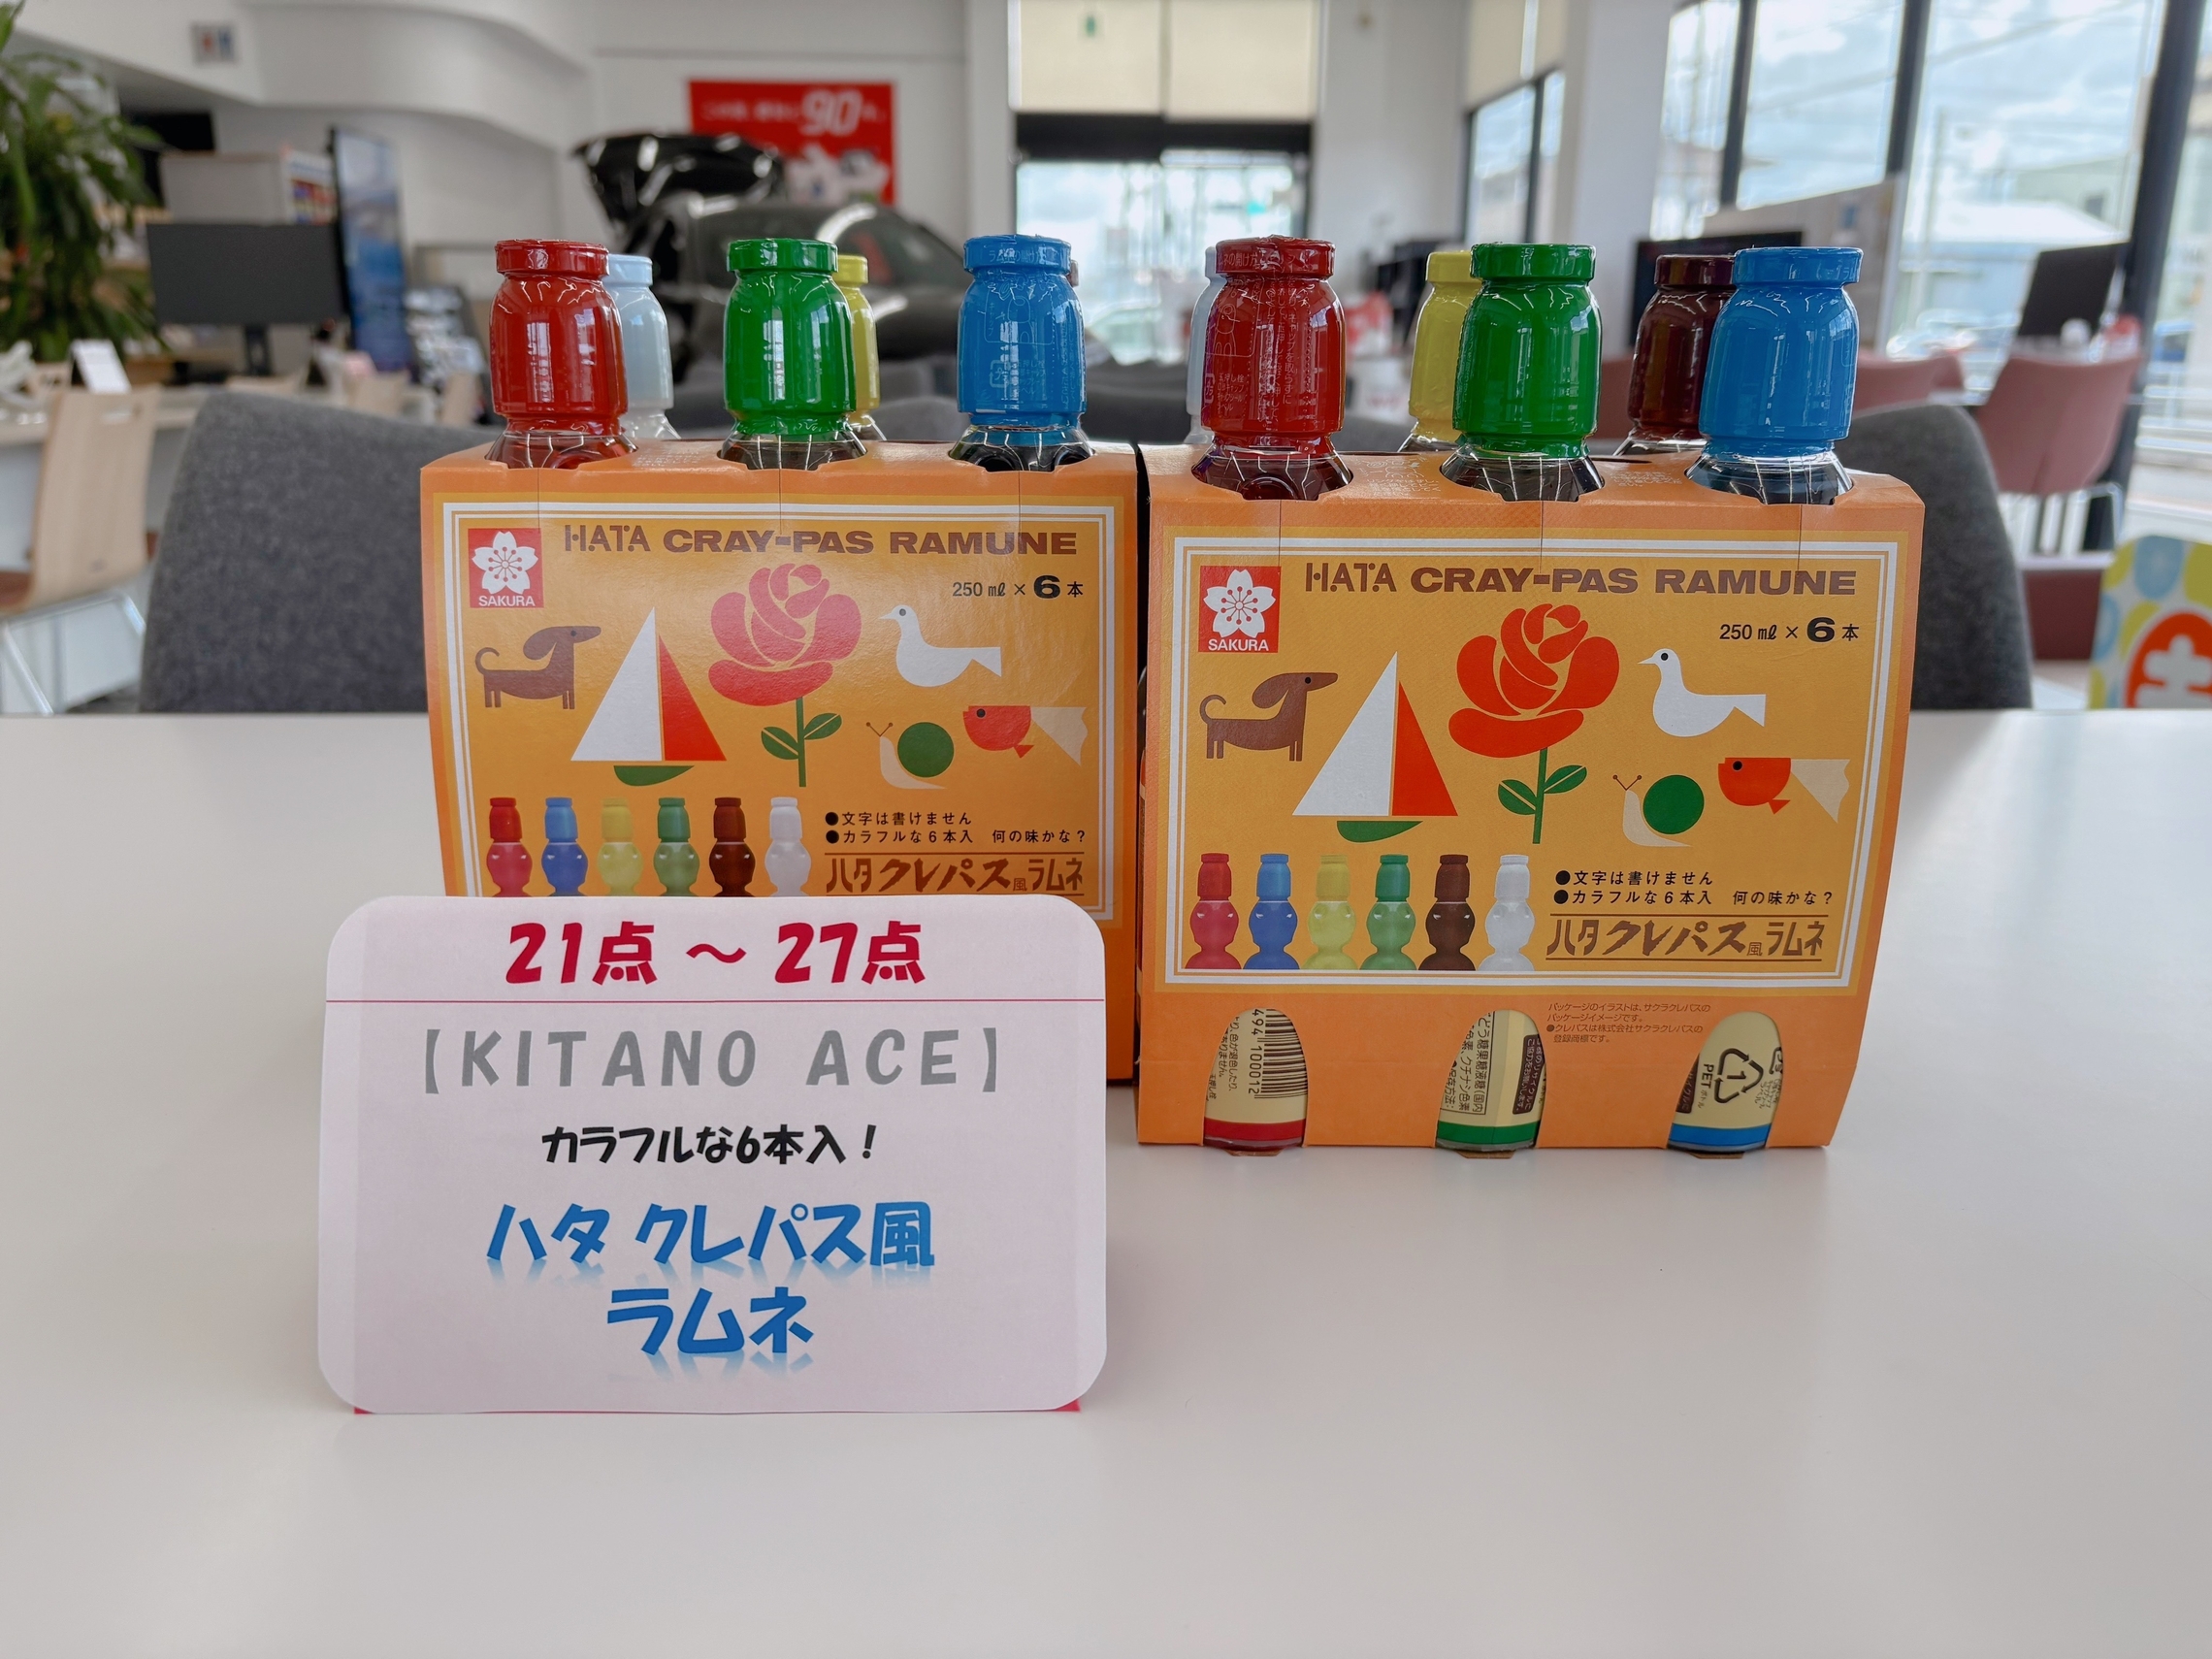 90
HATA CRAY-PAS RAMUNE
SAKURA
250 ㎖ × 6 本
●文字は書けません
●カラフルな6本入 何の味かな？
ハタクレパス風ラムネ
HATA CRAY-PAS RAMUNE
SAKURA
250 ㎖ × 6 本
●文字は書けません
●カラフルな6本入 何の味かな？
ハタクレパス風ラムネ
パッケージのイラストは、サクラクレパスの
パッケージイメージです。
●クレパスは株式会社サクラクレパスの
登録商標です。
494 100012
1
PET
21点 ～ 27点
【KITANO ACE】
カラフルな6本入！
ハタ クレパス風
ラムネ